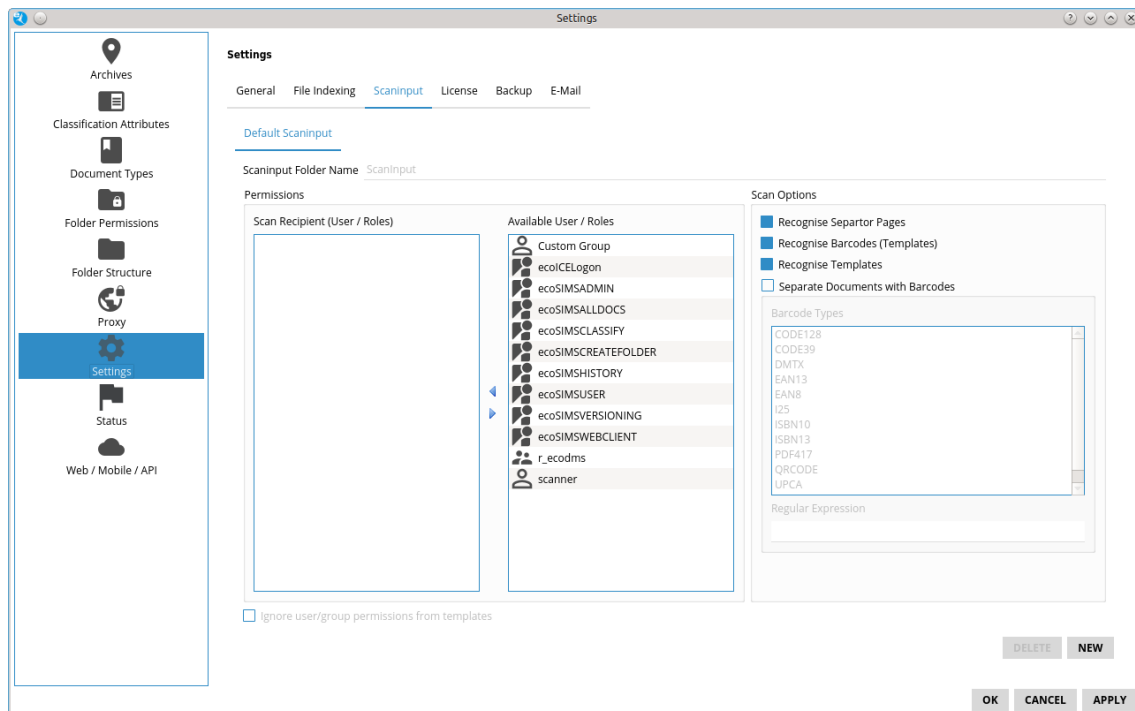 Settings
Archives
Classification Attributes
Document Types
Folder Permissions
Folder Structure
Proxy
Settings
Status
Web / Mobile / API
Settings
General File Indexing Scaninput License Backup E-Mail
Default Scaninput
Scaninput Folder Name Scaninput
Permissions
Scan Recipient (User / Roles)
Available User / Roles
Custom Group
ecoICELogon
ecoSIMSADMIN
ecoSIMSALLDOCS
ecoSIMSCLASSIFY
ecoSIMSCREATEFOLDER
ecoSIMSHISTORY
ecoSIMSUSER
ecoSIMSVERSIONING
ecoSIMSWEBCLIENT
r_ecodms
scanner
Scan Options
Recognise Separtor Pages
Recognise Barcodes (Templates)
Recognise Templates
Separate Documents with Barcodes
Barcode Types
CODE128
CODE39
DMTX
EAN13
EAN8
I25
ISBN10
ISBN13
PDF417
QRCODE
UPCA
Regular Expression
Ignore user/group permissions from templates
DELETE NEW
OK CANCEL APPLY